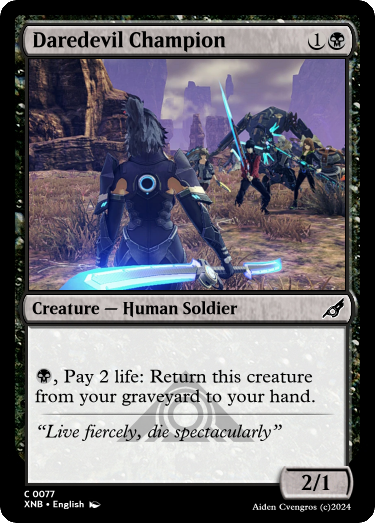 Daredevil Champion 1
Creature — Human Soldier
, Pay 2 life: Return this creature
from your graveyard to your hand.
“Live fiercely, die spectacularly”
2/1
C 0077
XNB • English
Aiden Cvengros (c)2024